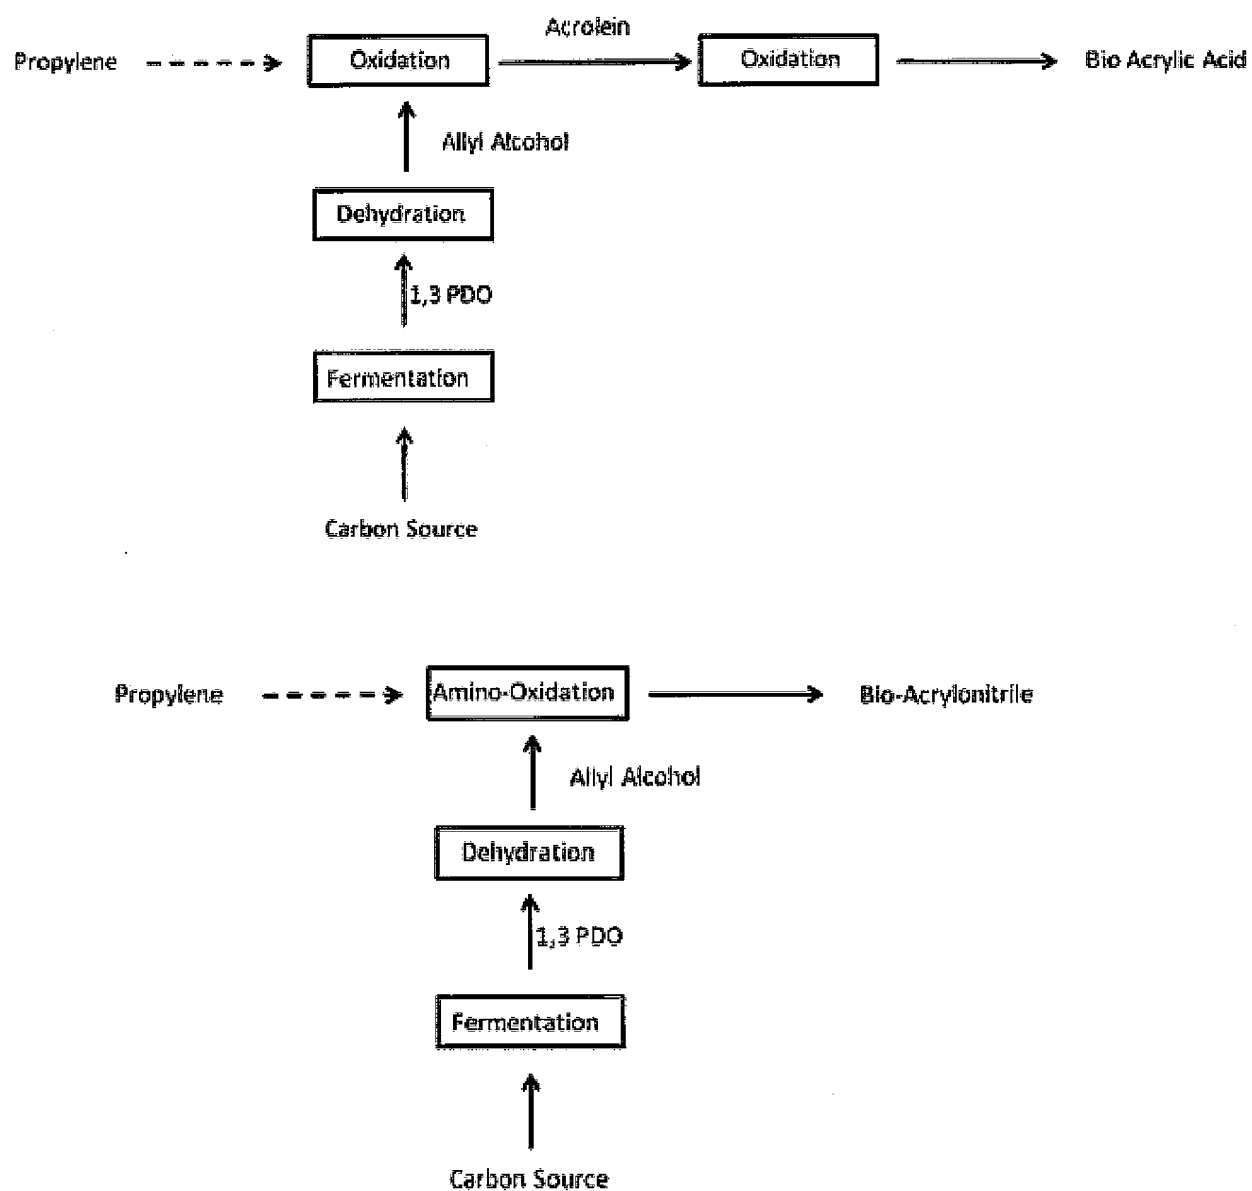 Acrolein
Propylene
Oxidation
Oxidation
Bio Acrylic Acid
Allyl Alcohol
Dehydration
1,3 PDO
Fermentation
Carbon Source
Propylene
Amino-Oxidation
Bio-Acrylonitrile
Allyl Alcohol
Dehydration
1,3 PDO
Fermentation
Carbon Source